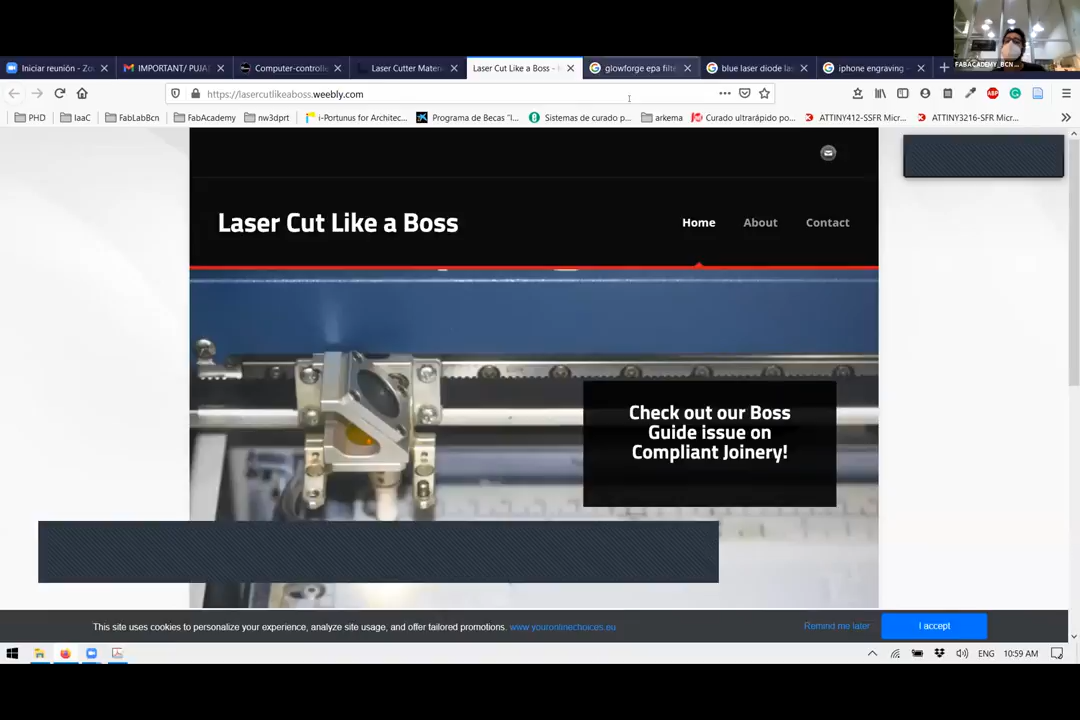 FABACADEMY_BCN...
Iniciar reunión - Zo
IMPORTANT/ PUJA
Computer-controlle
Laser Cutter Materi
Laser Cut Like a Boss -
glowforge epa filte
blue laser diode las
iphone engraving -
https://lasercutlikeaboss.weebly.com
PHD
IaaC
FabLabBcn
FabAcademy
nw3dprt
i-Portunus for Architec...
Programa de Becas "I...
Sistemas de curado p...
arkema
Curado ultrarápido po...
ATTINY412-SSFR Micr...
ATTINY3216-SFR Micr...
Laser Cut Like a Boss
Home
About
Contact
Check out our Boss
Guide issue on
Compliant Joinery!
This site uses cookies to personalize your experience, analyze site usage, and offer tailored promotions. www.youronlinechoices.eu
Remind me later
I accept
ENG
10:59 AM